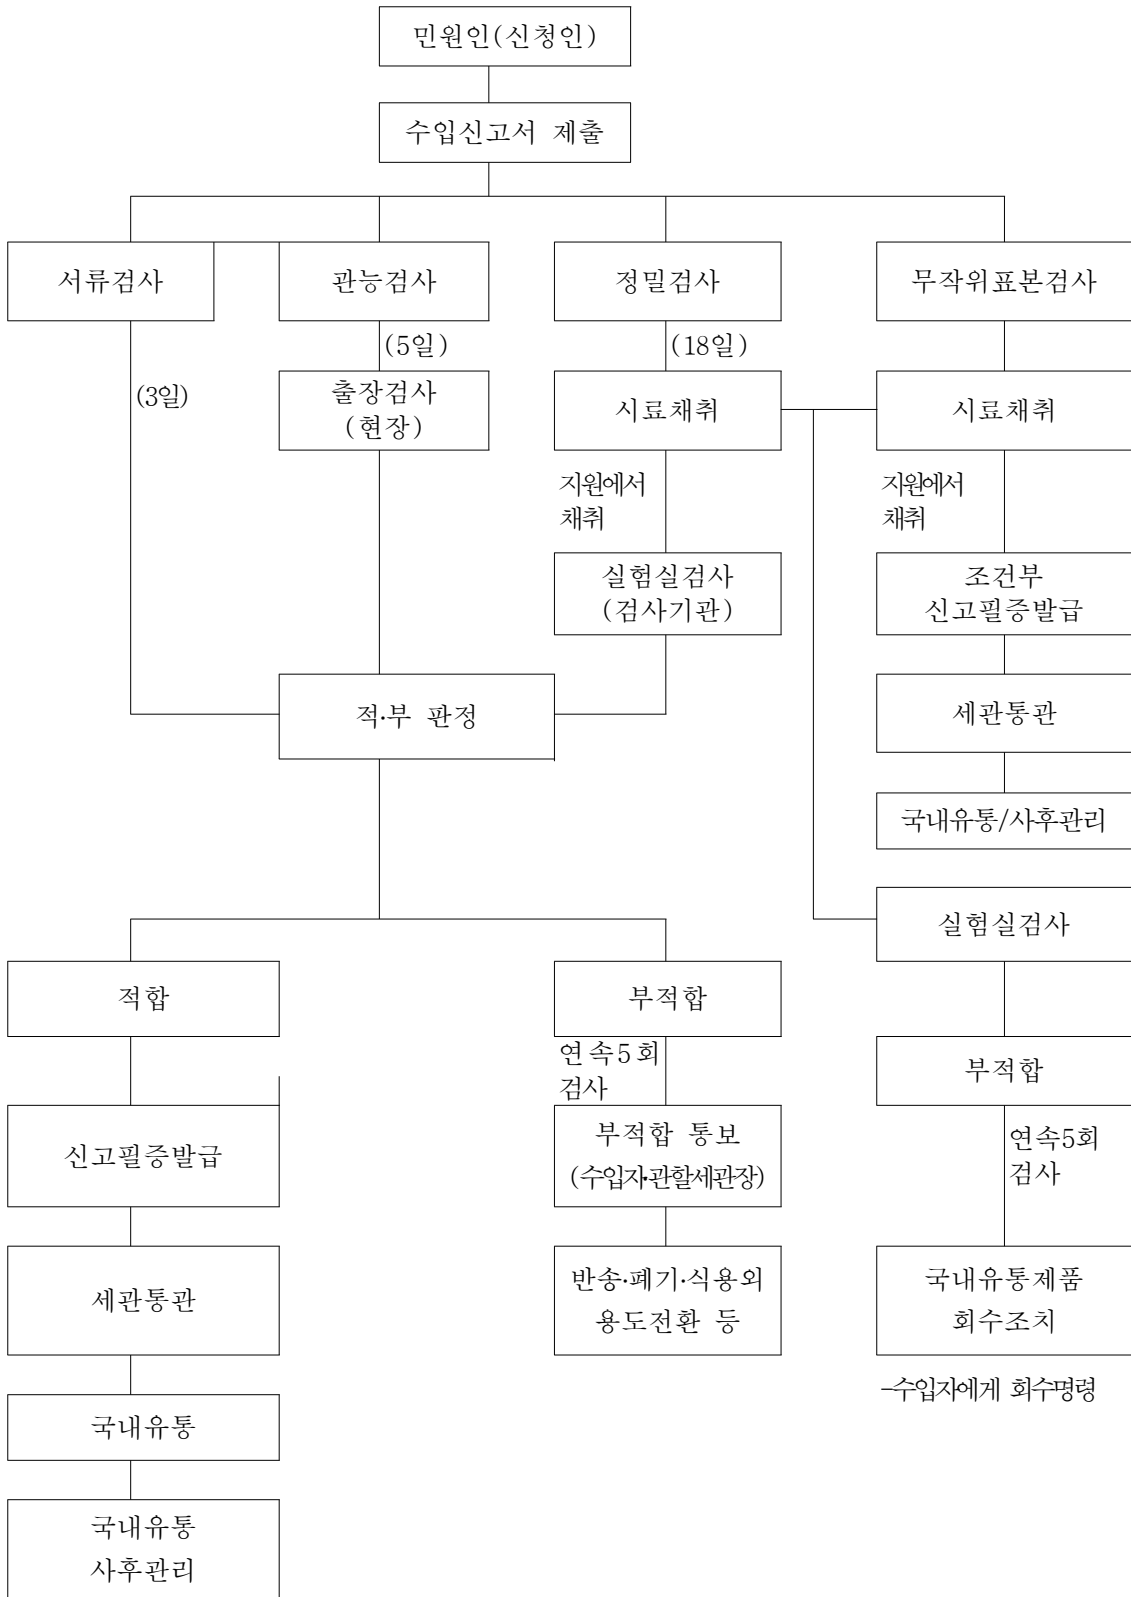 민원인(신청인)
수입신고서 제출
서류검사
관능검사
정밀검사
무작위표본검사
(3일)
(5일)
(18일)
출장검사
(현장)
시료채취
시료채취
지원에서
채취
지원에서
채취
실험실검사
(검사기관)
조건부
신고필증발급
적·부 판정
세관통관
국내유통/사후관리
실험실검사
적합
부적합
연속5회
검사
부적합
신고필증발급
부적합 통보
(수입자·관할세관장)
연속5회
검사
세관통관
반송·폐기·식용외
용도전환 등
국내유통제품
회수조치
-수입자에게 회수명령
국내유통
국내유통
사후관리